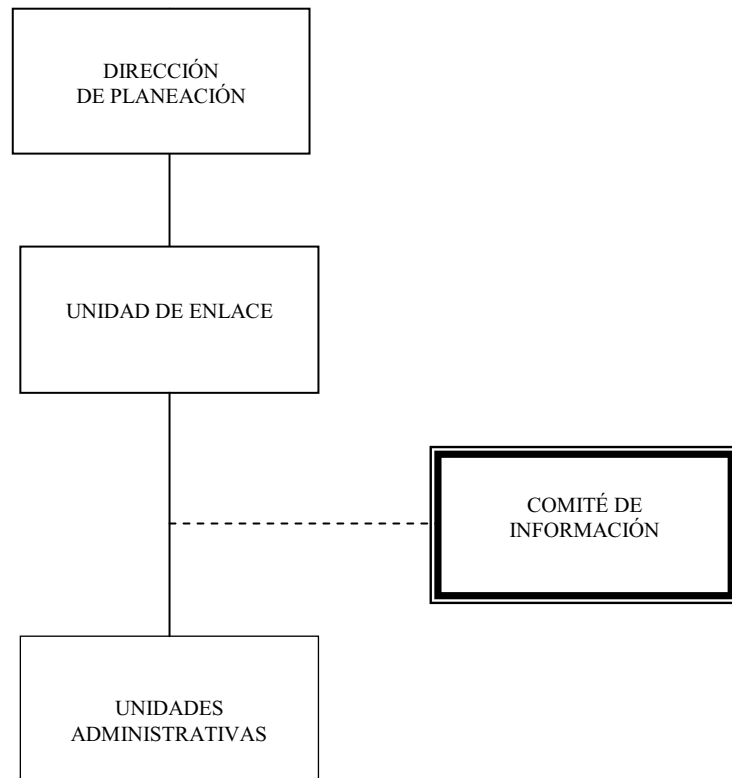 DIRECCIÓN
DE PLANEACIÓN
UNIDAD DE ENLACE
COMITÉ DE
INFORMACIÓN
UNIDADES
ADMINISTRATIVAS